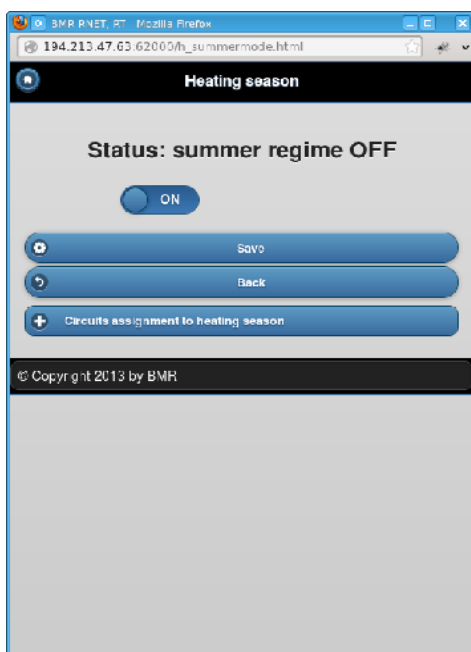 BMR RNET, RT - Mozilla Firefox
194.213.47.63:62000/h_summermode.html
Heating season
Status: summer regime OFF
ON
Save
Back
Circuits assignment to heating season
© Copyright 2013 by BMR